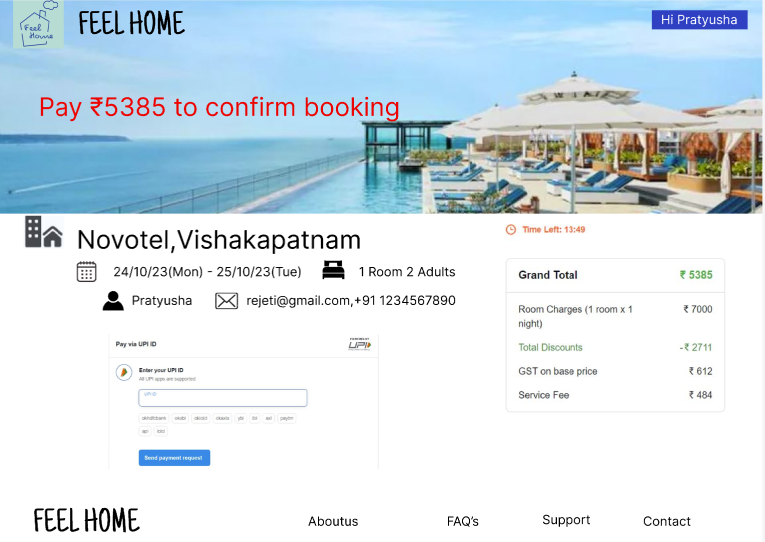 Feel
Home
FEEL HOME
Hi Pratyusha
Pay ₹5385 to confirm booking
Novotel,Vishakapatnam
Time Left: 13:49
24/10/23(Mon) - 25/10/23(Tue)
1 Room 2 Adults
Pratyusha
rejeti@gmail.com,+91 1234567890
Grand Total
₹ 5385
Room Charges (1 room x 1
night)
₹ 7000
Total Discounts
-₹ 2711
GST on base price
₹ 612
Service Fee
₹ 484
Pay via UPI ID
UPI
Enter your UPI ID
All UPI apps are supported
UPI ID
okhdfcbank okicici okaxis ybl ibl axl paytm
apl
Send payment request
FEEL HOME
Aboutus
FAQ's
Support
Contact